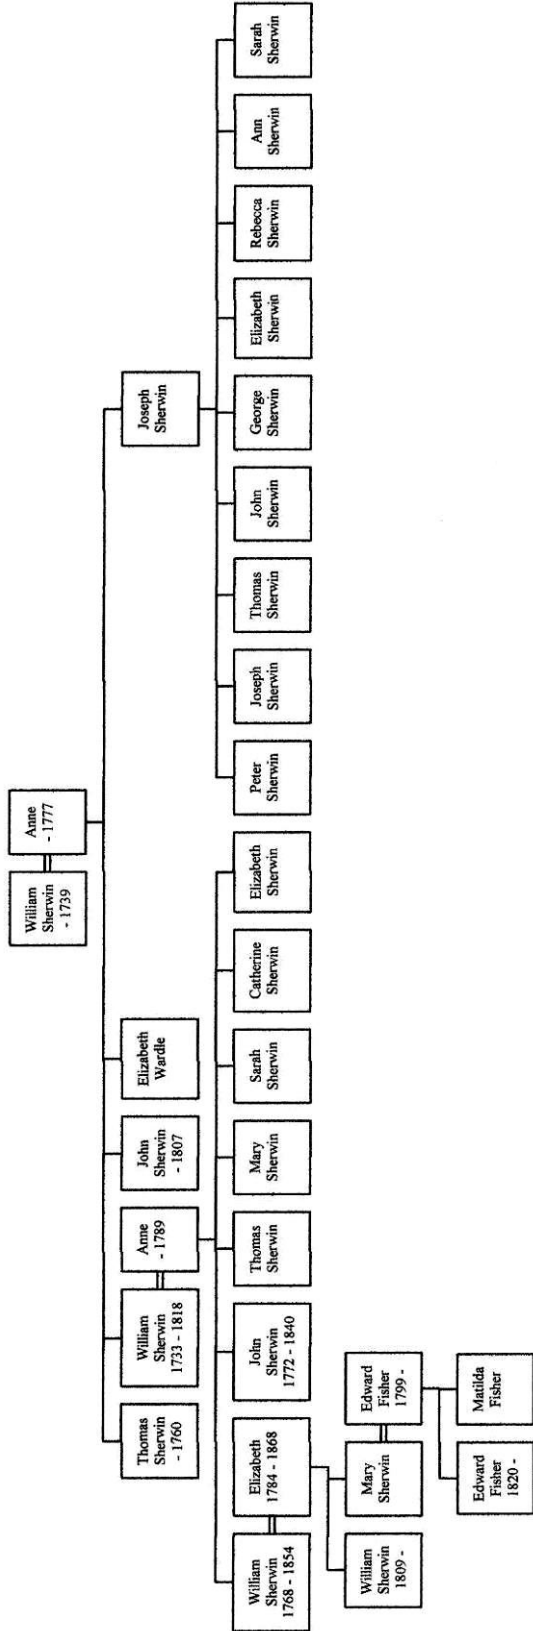 William
Sherwin
- 1739
Anne
- 1777
Thomas
Sherwin
- 1760
William
Sherwin
1733 - 1818
Anne
- 1789
John
Sherwin
- 1807
Elizabeth
Wardle
Joseph
Sherwin
William
Sherwin
1768 - 1854
Elizabeth
1784 - 1868
John
Sherwin
1772 - 1840
Thomas
Sherwin
Mary
Sherwin
Sarah
Sherwin
Catherine
Sherwin
Elizabeth
Sherwin
Peter
Sherwin
Joseph
Sherwin
Thomas
Sherwin
John
Sherwin
George
Sherwin
Elizabeth
Sherwin
Rebecca
Sherwin
Ann
Sherwin
Sarah
Sherwin
William
Sherwin
1809 -
Mary
Sherwin
Edward
Fisher
1799 -
Edward
Fisher
1820 -
Matilda
Fisher